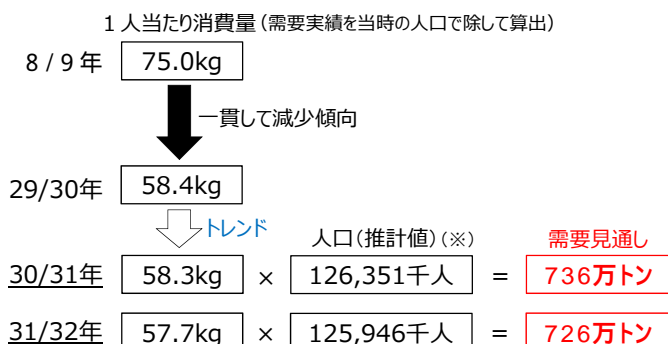 1人当たり消費量(需要実績を当時の人口で除して算出)
8/9年 75.0kg
一貫して減少傾向
29/30年 58.4kg
トレンド
人口(推計値)(※) 需要見通し
30/31年 58.3kg × 126,351千人 = 736万トン
31/32年 57.7kg × 125,946千人 = 726万トン